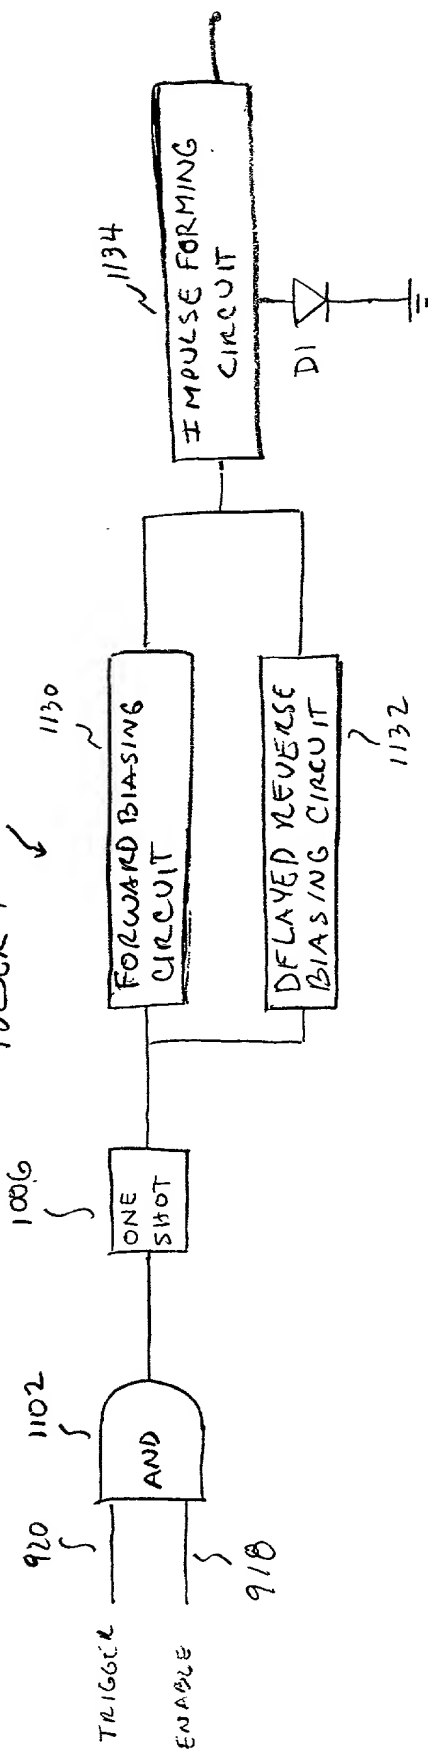 TRIGGER
920
ENABLE
918
1102
AND
1006
ONE
SHOT
1130
FORWARD BIASING
CIRCUIT
DELAYED REVERSE
BIASING CIRCUIT
1132
1134
IMPULSE FORMING
CIRCUIT
D1